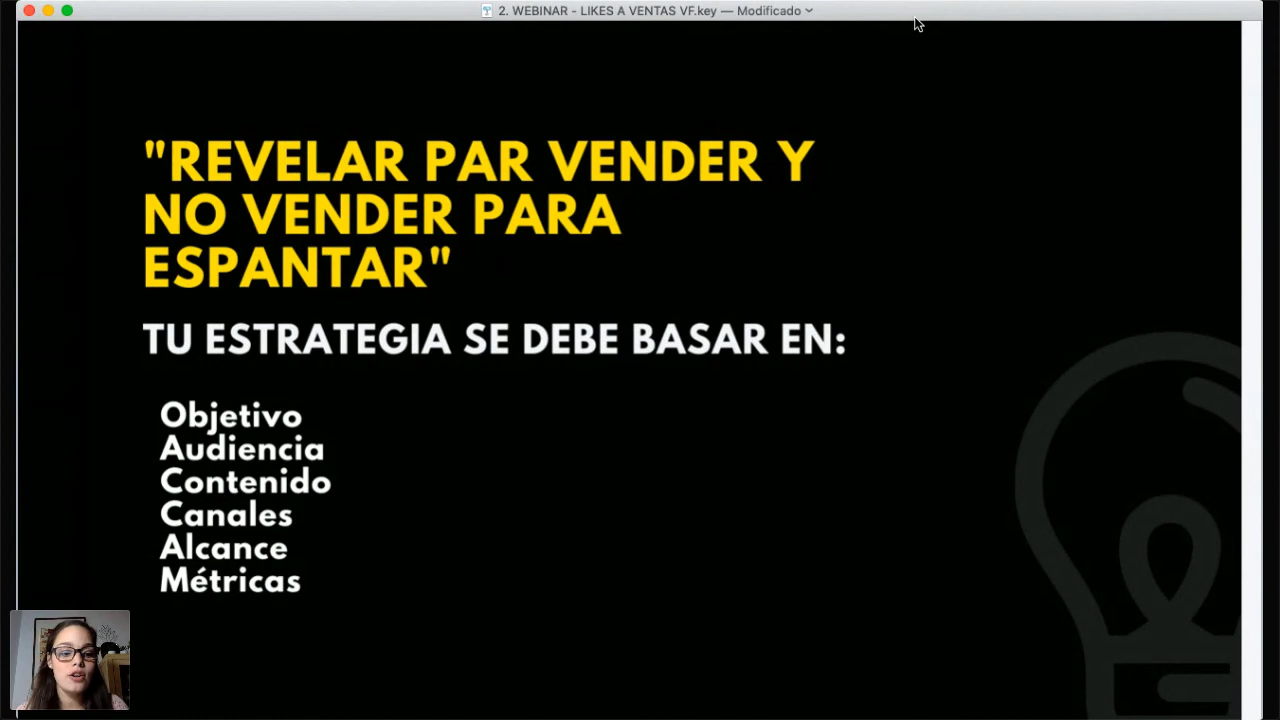 2. WEBINAR - LIKES A VENTAS VF.key — Modificado
"REVELAR PAR VENDER Y
NO VENDER PARA
ESPANTAR"
TU ESTRATEGIA SE DEBE BASAR EN:
Objetivo
Audiencia
Contenido
Canales
Alcance
Métricas